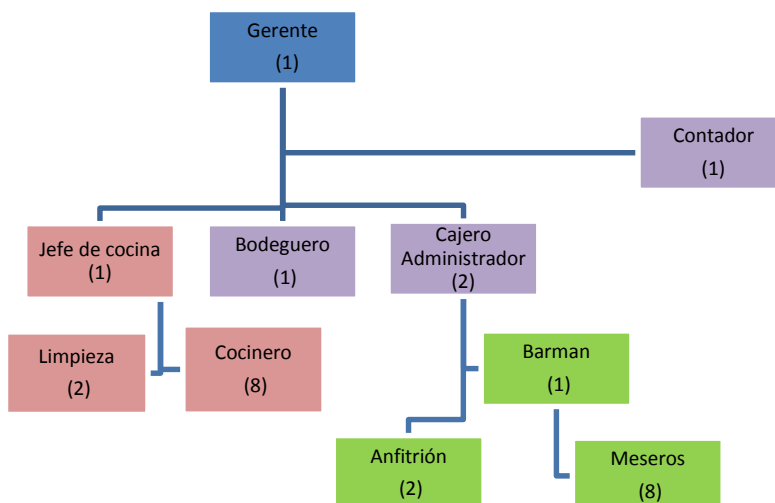 Gerente
(1)
Contador
(1)
Jefe de cocina
(1)
Bodeguero
(1)
Cajero
Administrador
(2)
Limpieza
(2)
Cocinero
(8)
Barman
(1)
Anfitrión
(2)
Meseros
(8)